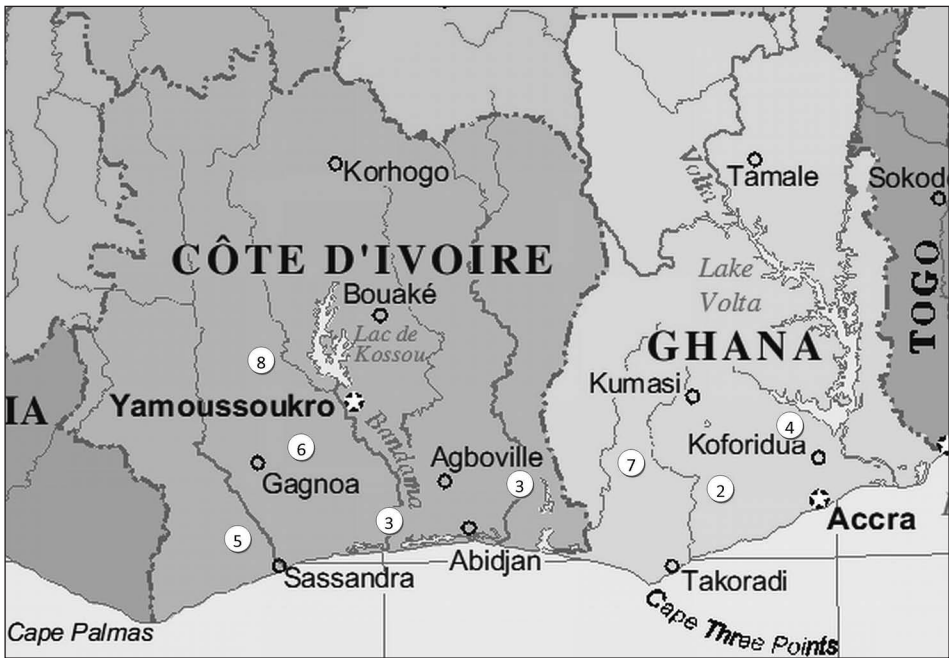 Korhogo
Volta
Tamale
Sokod
CÔTE D'IVOIRE
Lake
Volta
Bouaké
Lac de
Kossou
TOGO
GHANA
8
Kumasi
IA
Yamoussoukro
Bandama
4
6
Koforidua
Agboville
7
Gagnoa
3
2
3
Accra
5
Abidjan
Sassandra
Takoradi
Cape Palmas
Cape Three Points